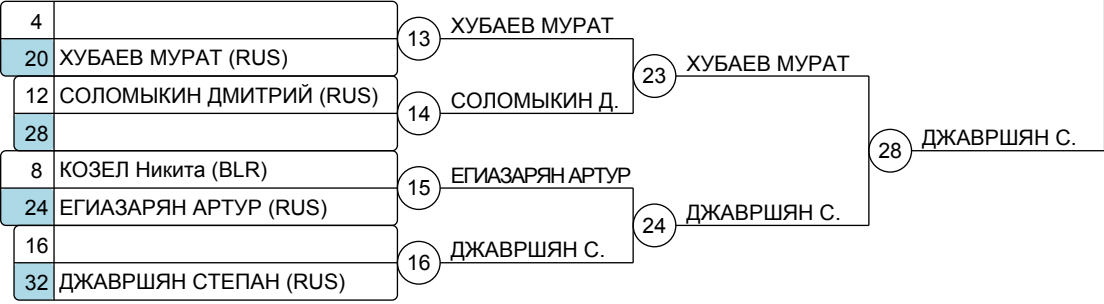 4
20 ХУБАЕВ МУРАТ (RUS)
12 СОЛОМЫКИН ДМИТРИЙ (RUS)
28
8 КОЗЕЛ Никита (BLR)
24 ЕГИАЗАРЯН АРТУР (RUS)
16
32 ДЖАВРШЯН СТЕПАН (RUS)
13 ХУБАЕВ МУРАТ
14 СОЛОМЫКИН Д.
15 ЕГИАЗАРЯН АРТУР
16 ДЖАВРШЯН С.
23 ХУБАЕВ МУРАТ
24 ДЖАВРШЯН С.
28 ДЖАВРШЯН С.